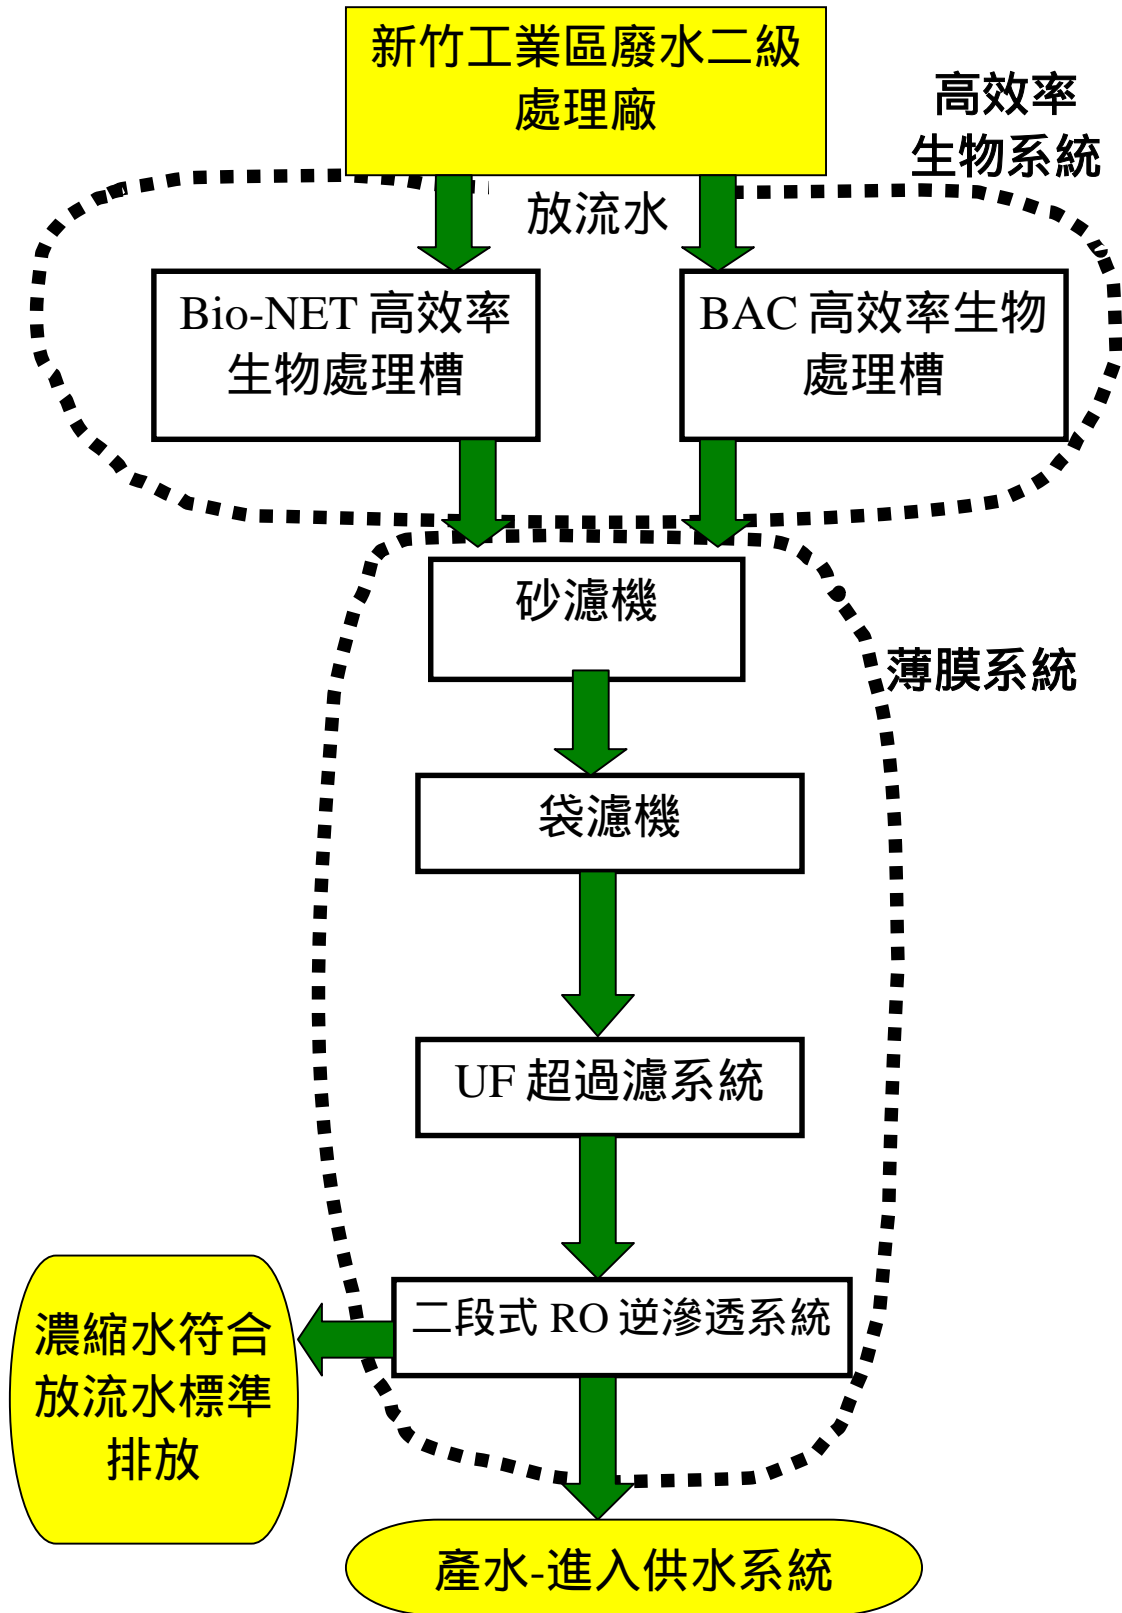 新竹工業區廢水二級
處理廠
高效率
生物系統
放流水
Bio-NET 高效率
生物處理槽
BAC 高效率生物
處理槽
砂濾機
薄膜系統
袋濾機
UF 超過濾系統
二段式 RO 逆滲透系統
濃縮水符合
放流水標準
排放
產水-進入供水系統